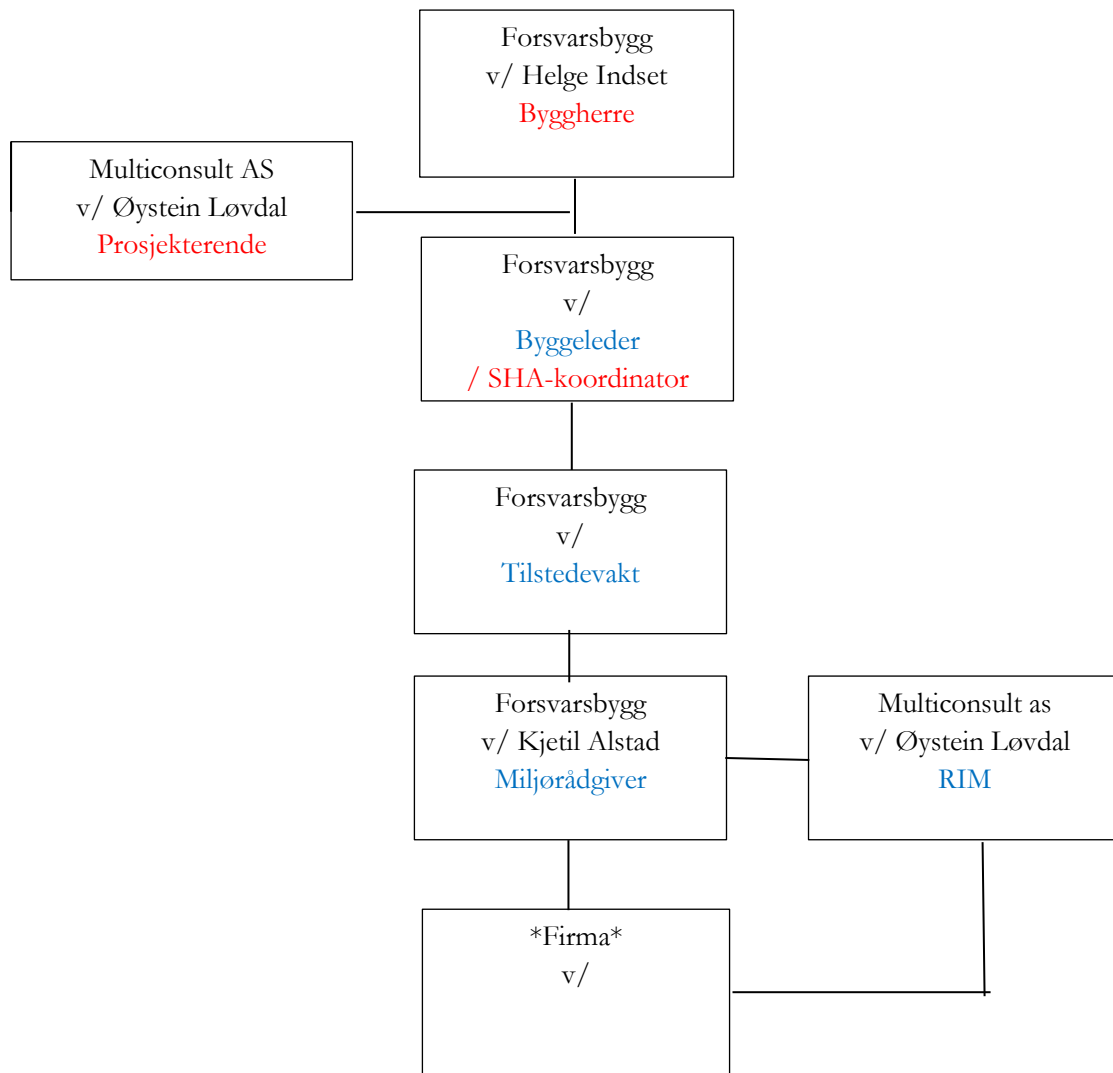 Forsvarsbygg
v/ Helge Indset
Byggherre
Multiconsult AS
v/ Øystein Løvdal
Prosjekterende
Forsvarsbygg
v/
Byggeleder
/ SHA-koordinator
Forsvarsbygg
v/
Tilstedevakt
Forsvarsbygg
v/ Kjetil Alstad
Miljørådgiver
Multiconsult as
v/ Øystein Løvdal
RIM
*Firma*
v/